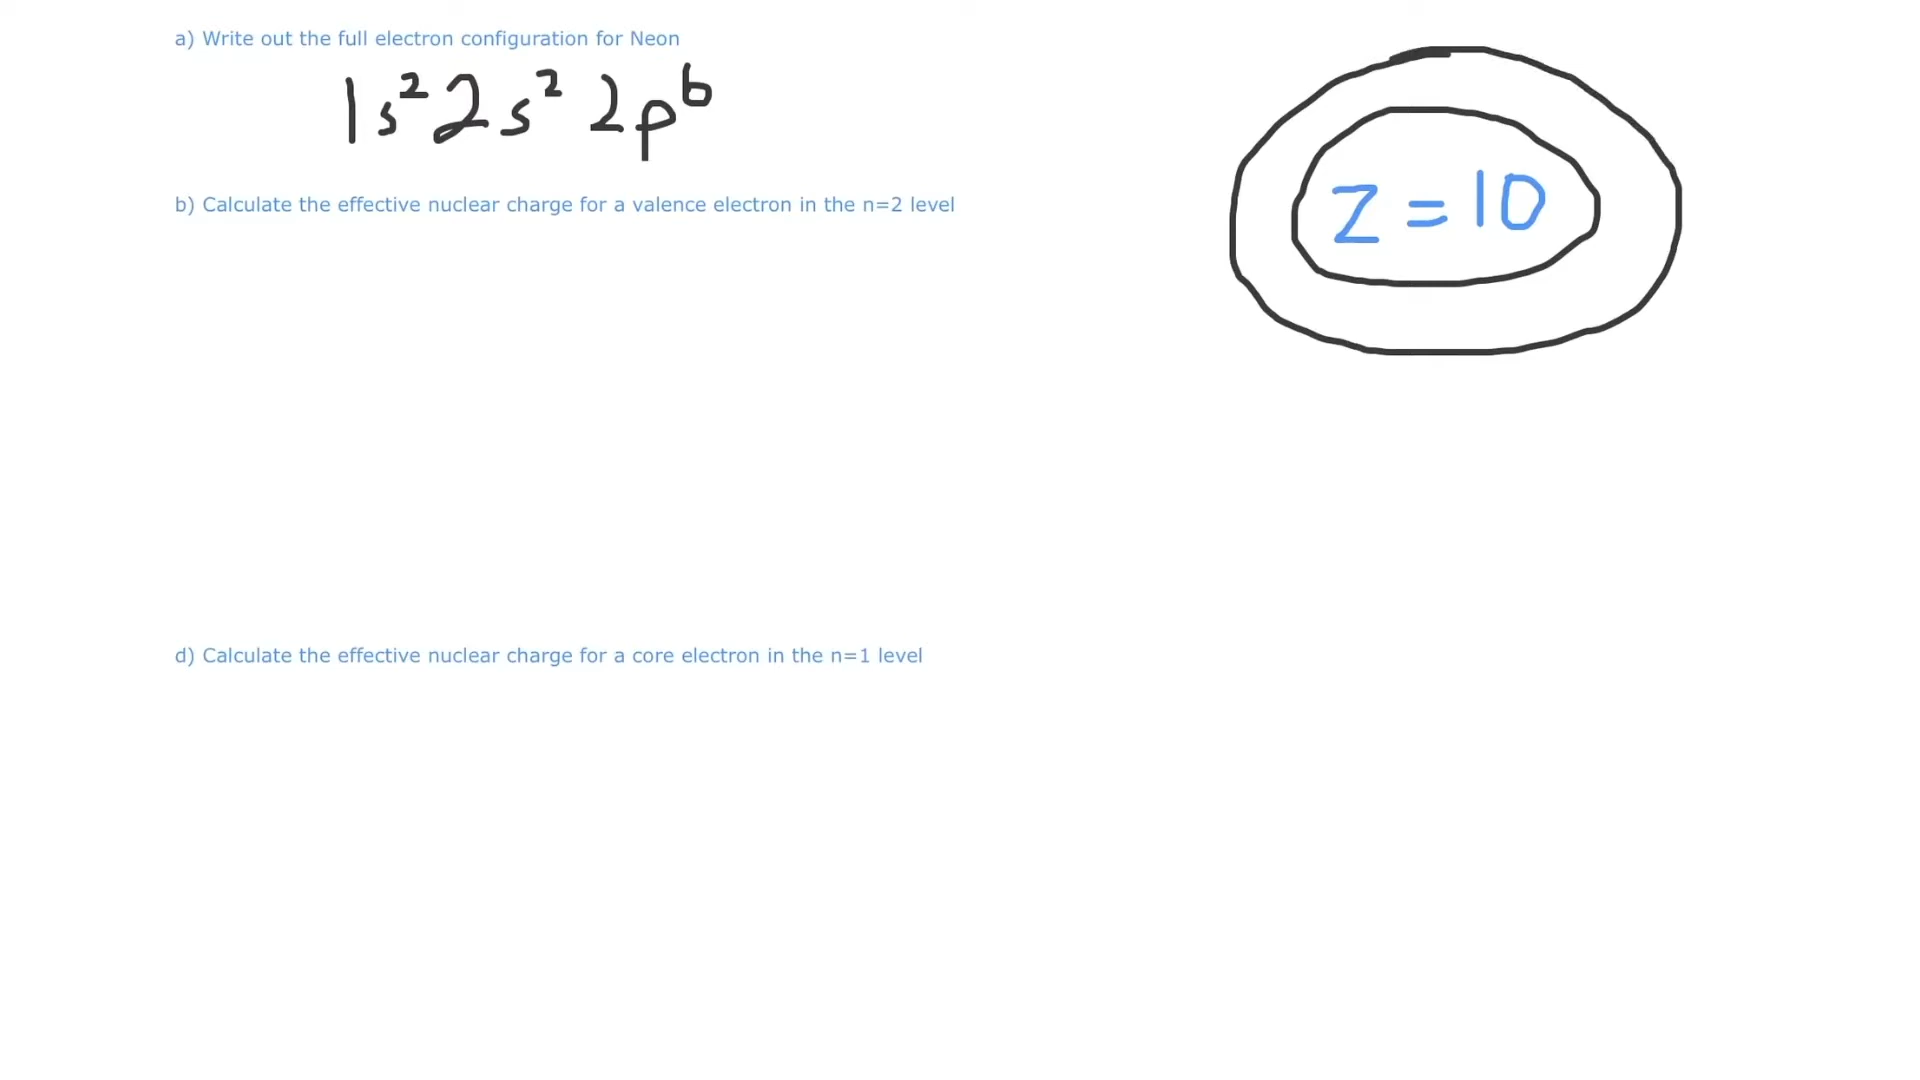 a) Write out the full electron configuration for Neon
1s² 2s² 2p⁶
b) Calculate the effective nuclear charge for a valence electron in the n=2 level
Z = 10
d) Calculate the effective nuclear charge for a core electron in the n=1 level